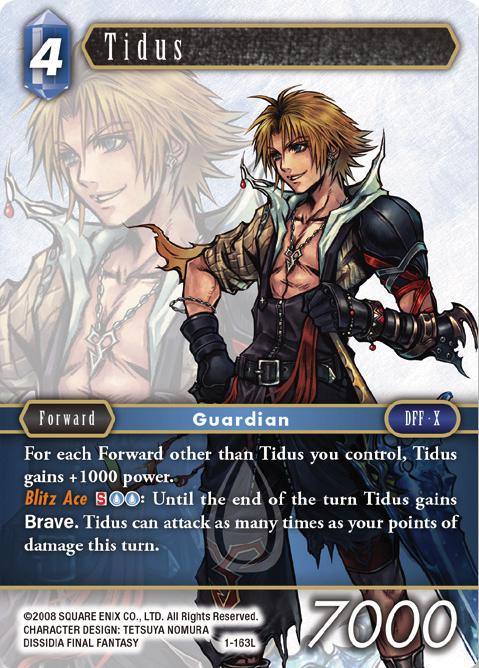 4
Tidus
Forward
Guardian
DFF · X
For each Forward other than Tidus you control, Tidus
gains +1000 power.
Blitz Ace S: Until the end of the turn Tidus gains
Brave. Tidus can attack as many times as your points of
damage this turn.
©2008 SQUARE ENIX CO., LTD. All Rights Reserved.
CHARACTER DESIGN: TETSUYA NOMURA
DISSIDIA FINAL FANTASY
1-163L
7000